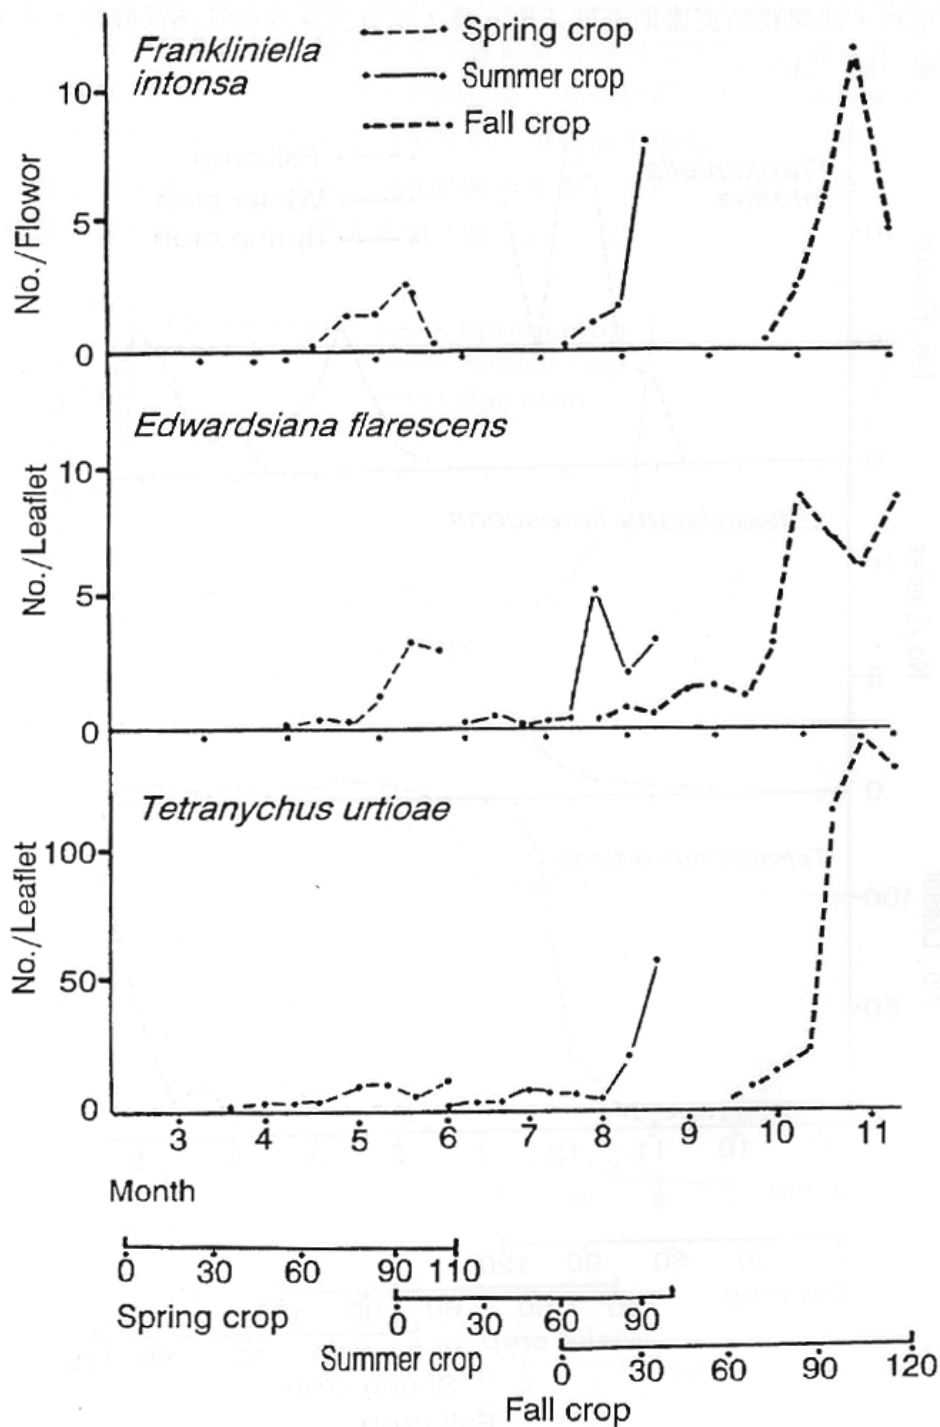 Frankliniella
intonsa
Spring crop
Summer crop
Fall crop
No./Flowor
10
5
0
Edwardsiana flarescens
No./Leaflet
10
5
0
Tetranychus urtioae
No./Leaflet
100
50
0
3 4 5 6 7 8 9 10 11
Month
0 30 60 90 110
Spring crop
0 30 60 90
Summer crop
0 30 60 90 120
Fall crop